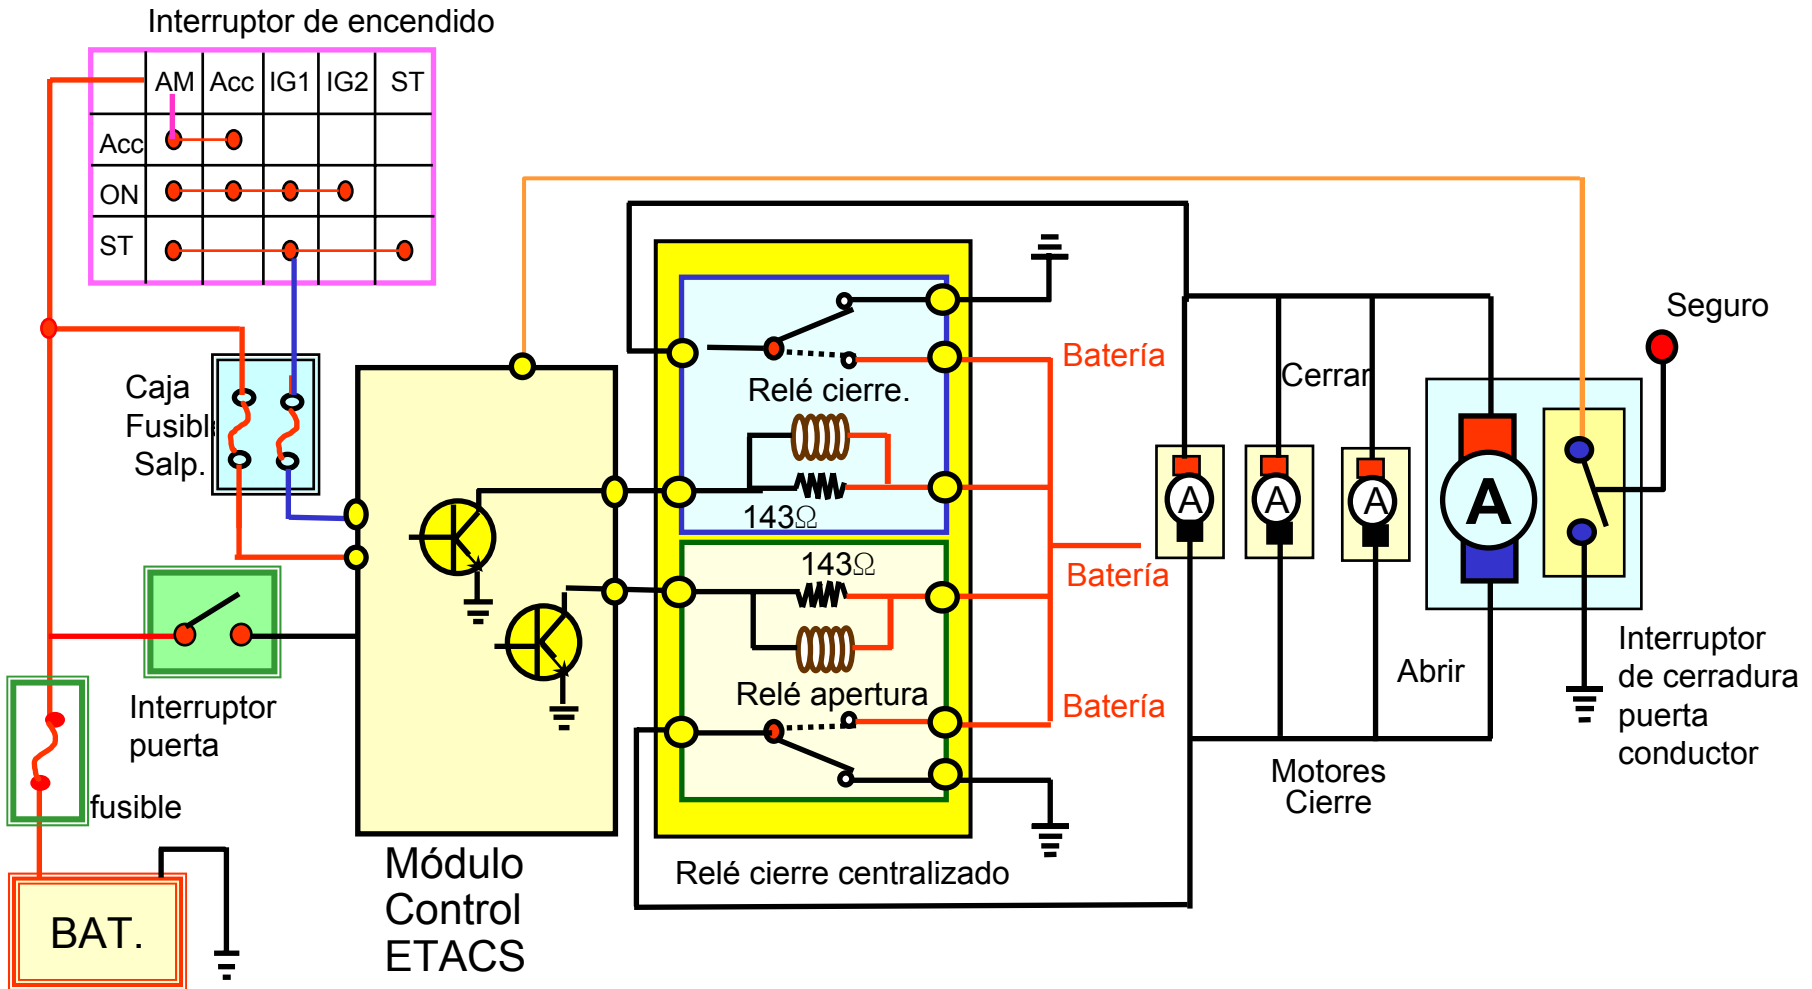 Interruptor de encendido
AM Acc IG1 IG2 ST
Acc
ON
ST
Caja
Fusibl
Salp.
Interruptor
puerta
fusible
BAT.
Módulo
Control
ETACS
Relé cierre.
143Ω
143Ω
Relé apertura
Relé cierre centralizado
Batería
Batería
Batería
Cerrar
A
A
A
A
Abrir
Motores
Cierre
Seguro
Interruptor
de cerradura
puerta
conductor